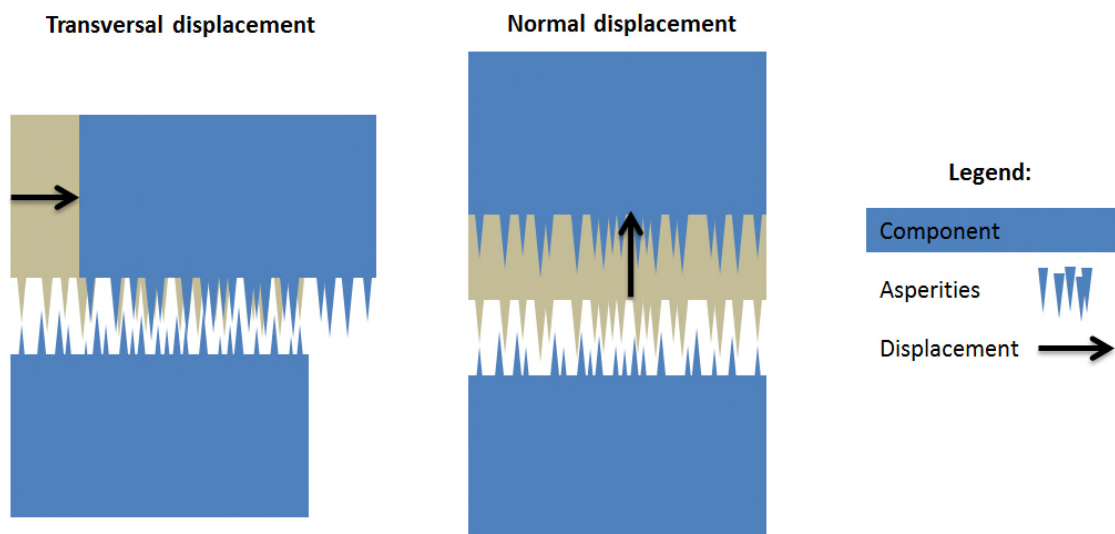 Transversal displacement
Normal displacement
Legend:
Component
Asperities
Displacement